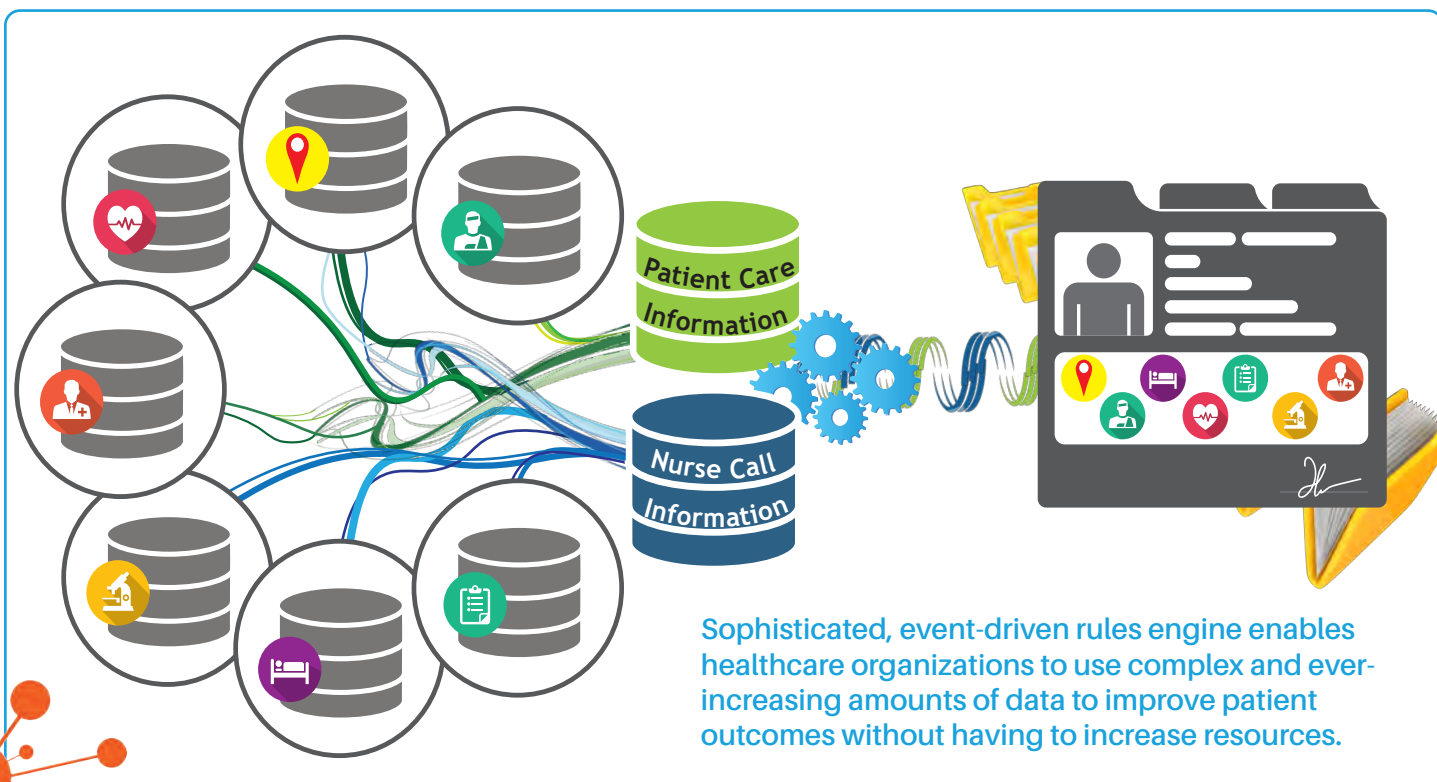 Patient Care
Information
Nurse Call
Information
Sophisticated, event-driven rules engine enables
healthcare organizations to use complex and ever-
increasing amounts of data to improve patient
outcomes without having to increase resources.